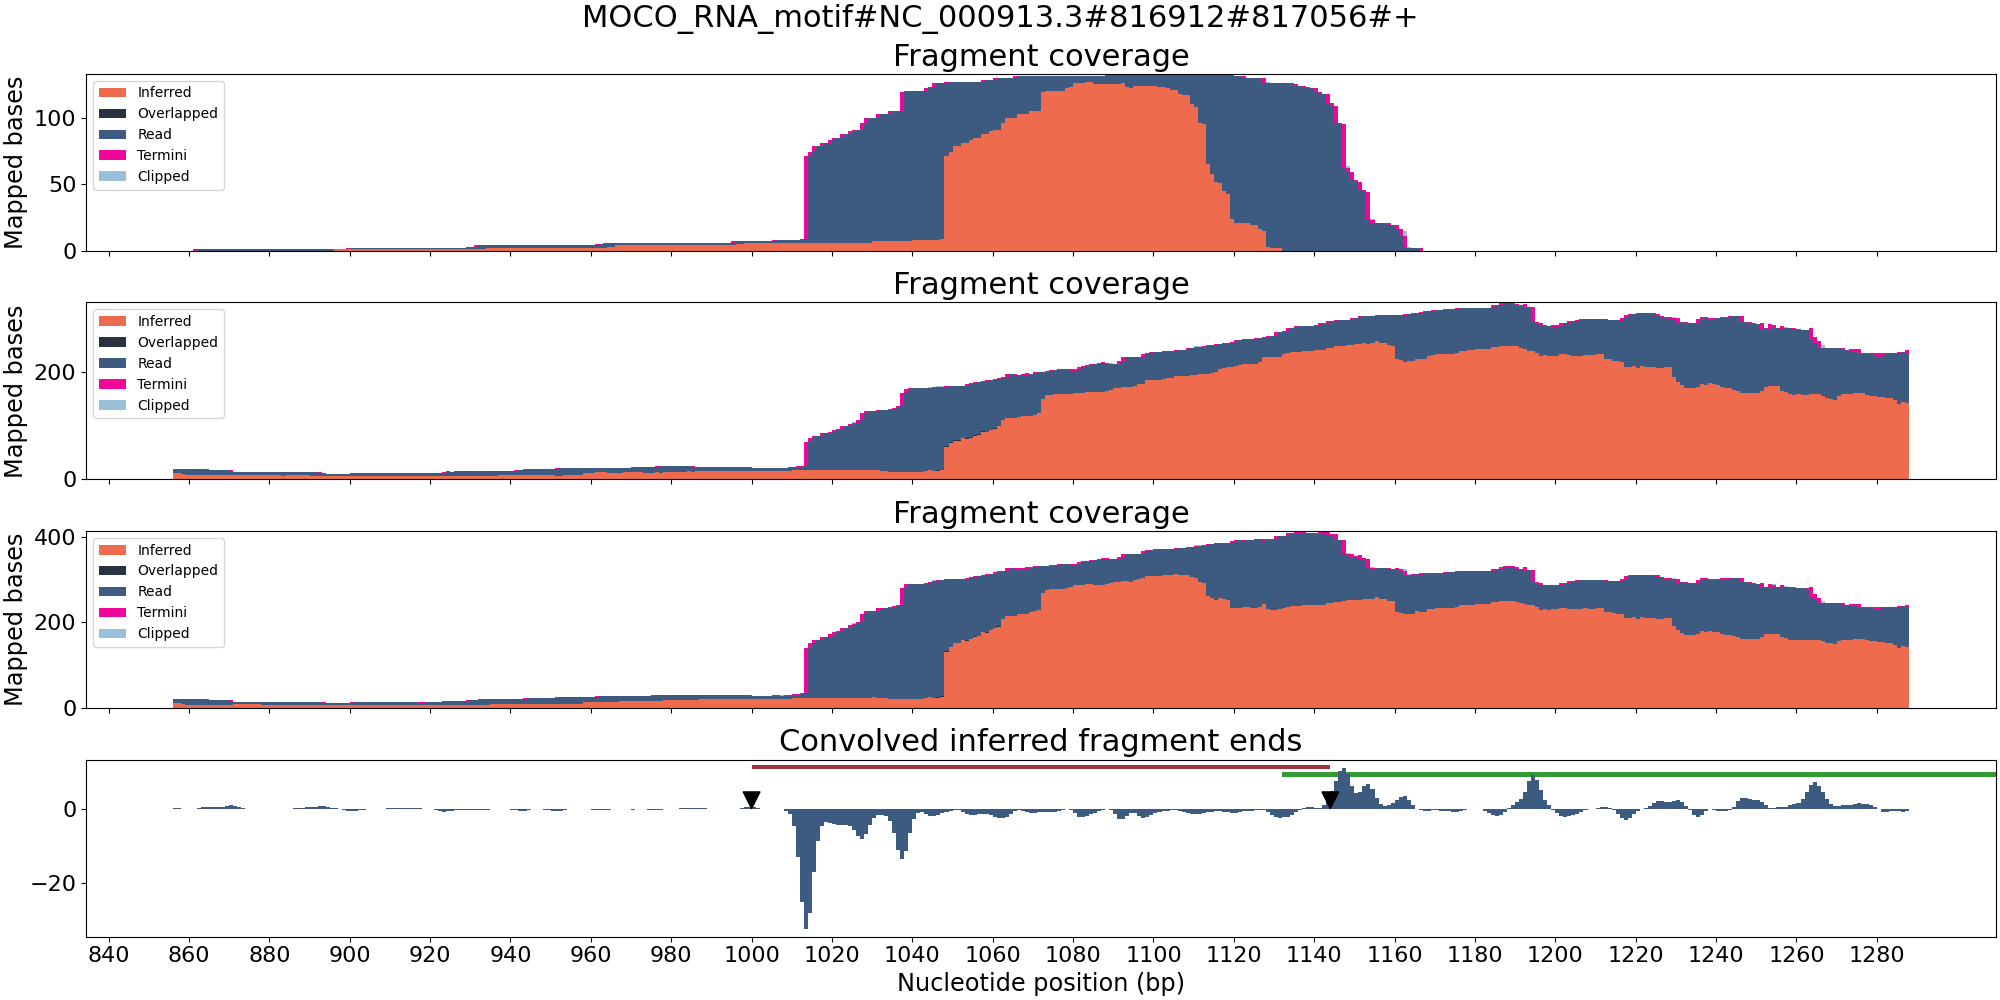 MOCO_RNA_motif#NC_000913.3#816912#817056#+
Fragment coverage
Mapped bases
100
50
0
Inferred
Overlapped
Read
Termini
Clipped
Fragment coverage
Mapped bases
200
0
Inferred
Overlapped
Read
Termini
Clipped
Fragment coverage
Mapped bases
400
200
0
Inferred
Overlapped
Read
Termini
Clipped
Convolved inferred fragment ends
0
−20
840 860 880 900 920 940 960 980 1000 1020 1040 1060 1080 1100 1120 1140 1160 1180 1200 1220 1240 1260 1280
Nucleotide position (bp)